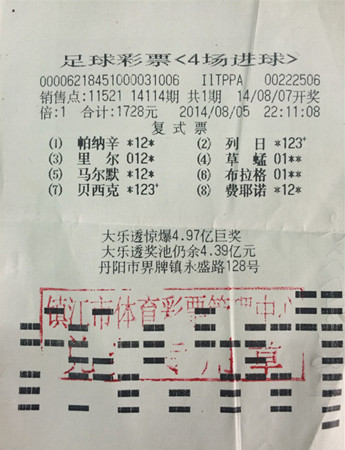 足球彩票<4场进球>
00006218451000031006 IlTPPA 00222506
销售点:11521 14114期 共1期 14/08/07开奖
倍:1 合计:1728元 2014/08/05 22:11:08
复式票
(1) 帕纳辛 *12* (2) 列日 *123⁺
(3) 里尔 012* (4) 草蜢 01**
(5) 马尔默 *12* (6) 布拉格 01**
(7) 贝西克 *123⁺ (8) 费耶诺 *12*
大乐透惊爆4.97亿巨奖
大乐透奖池仍余4.39亿元
丹阳市界牌镇永盛路128号
镇江市体育彩票管理中心
章